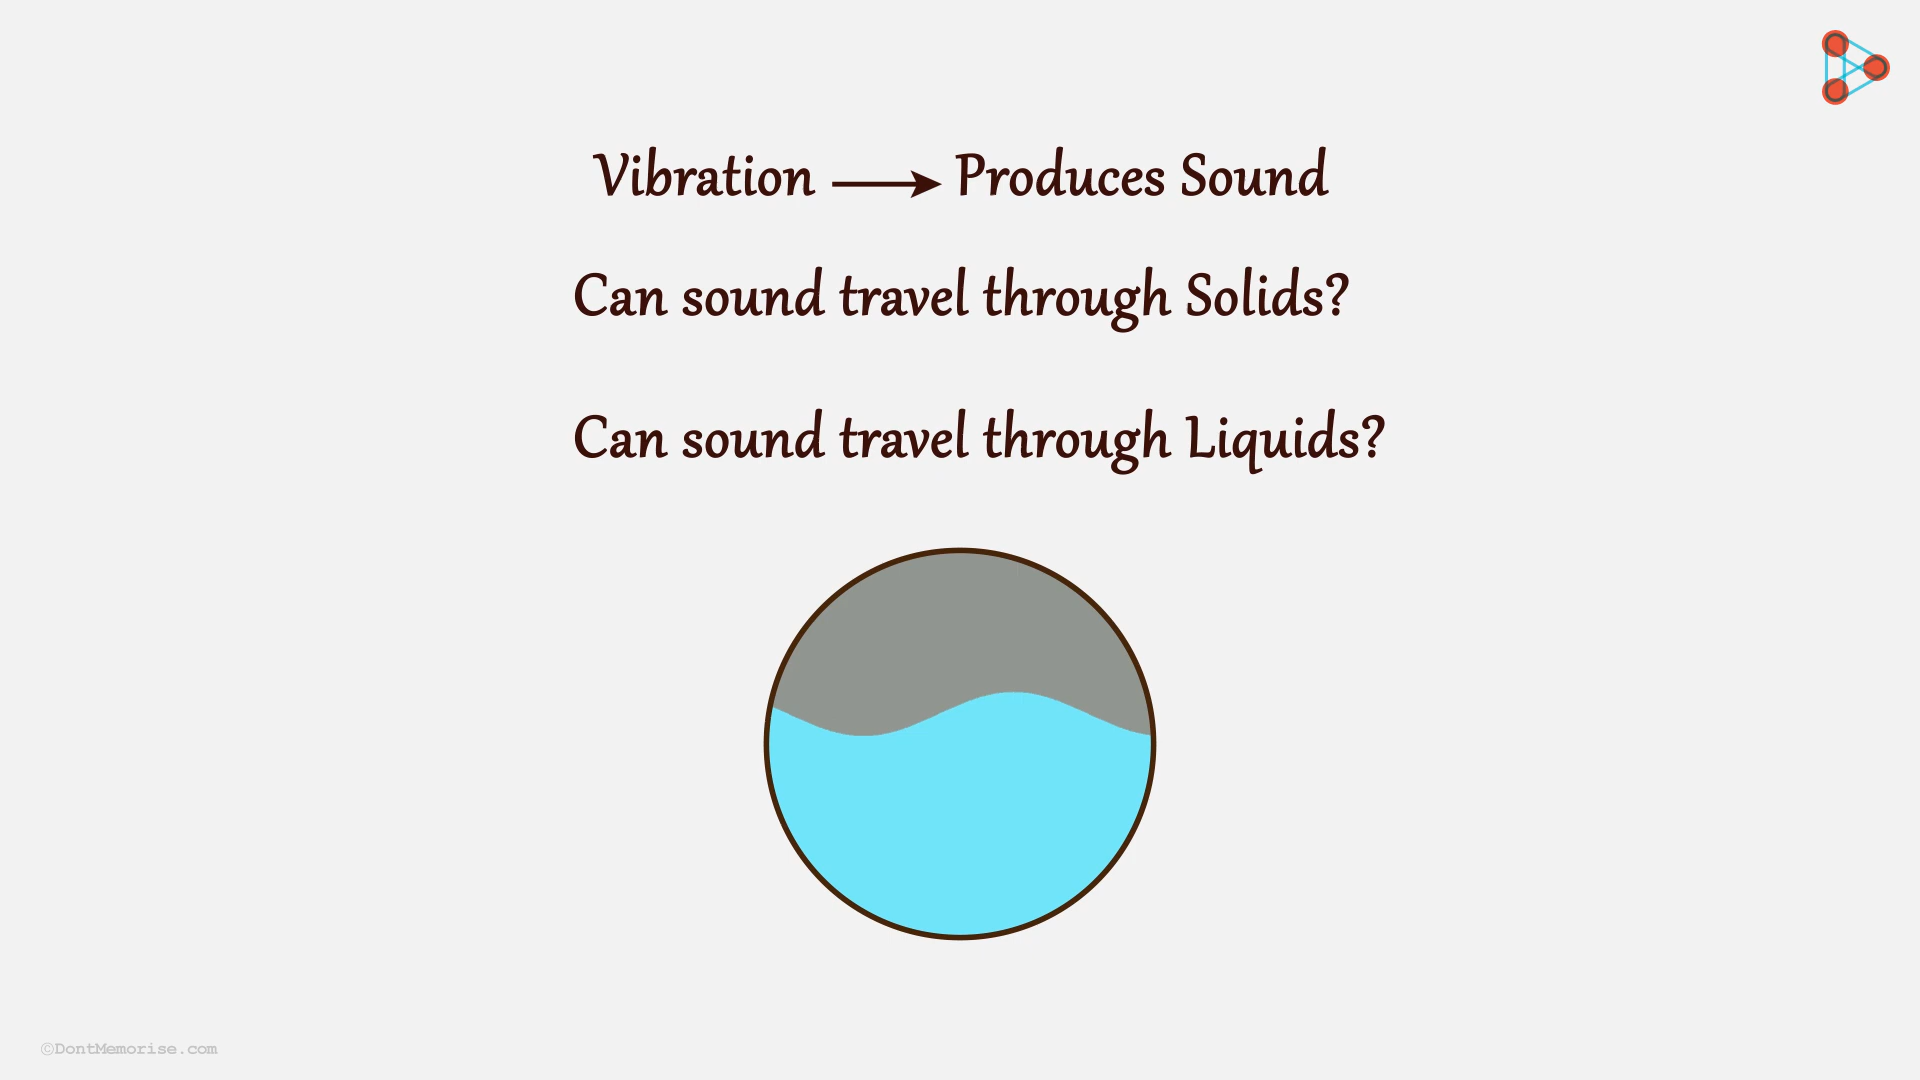 Vibration → Produces Sound
Can sound travel through Solids?
Can sound travel through Liquids?
©DontMemorise.com